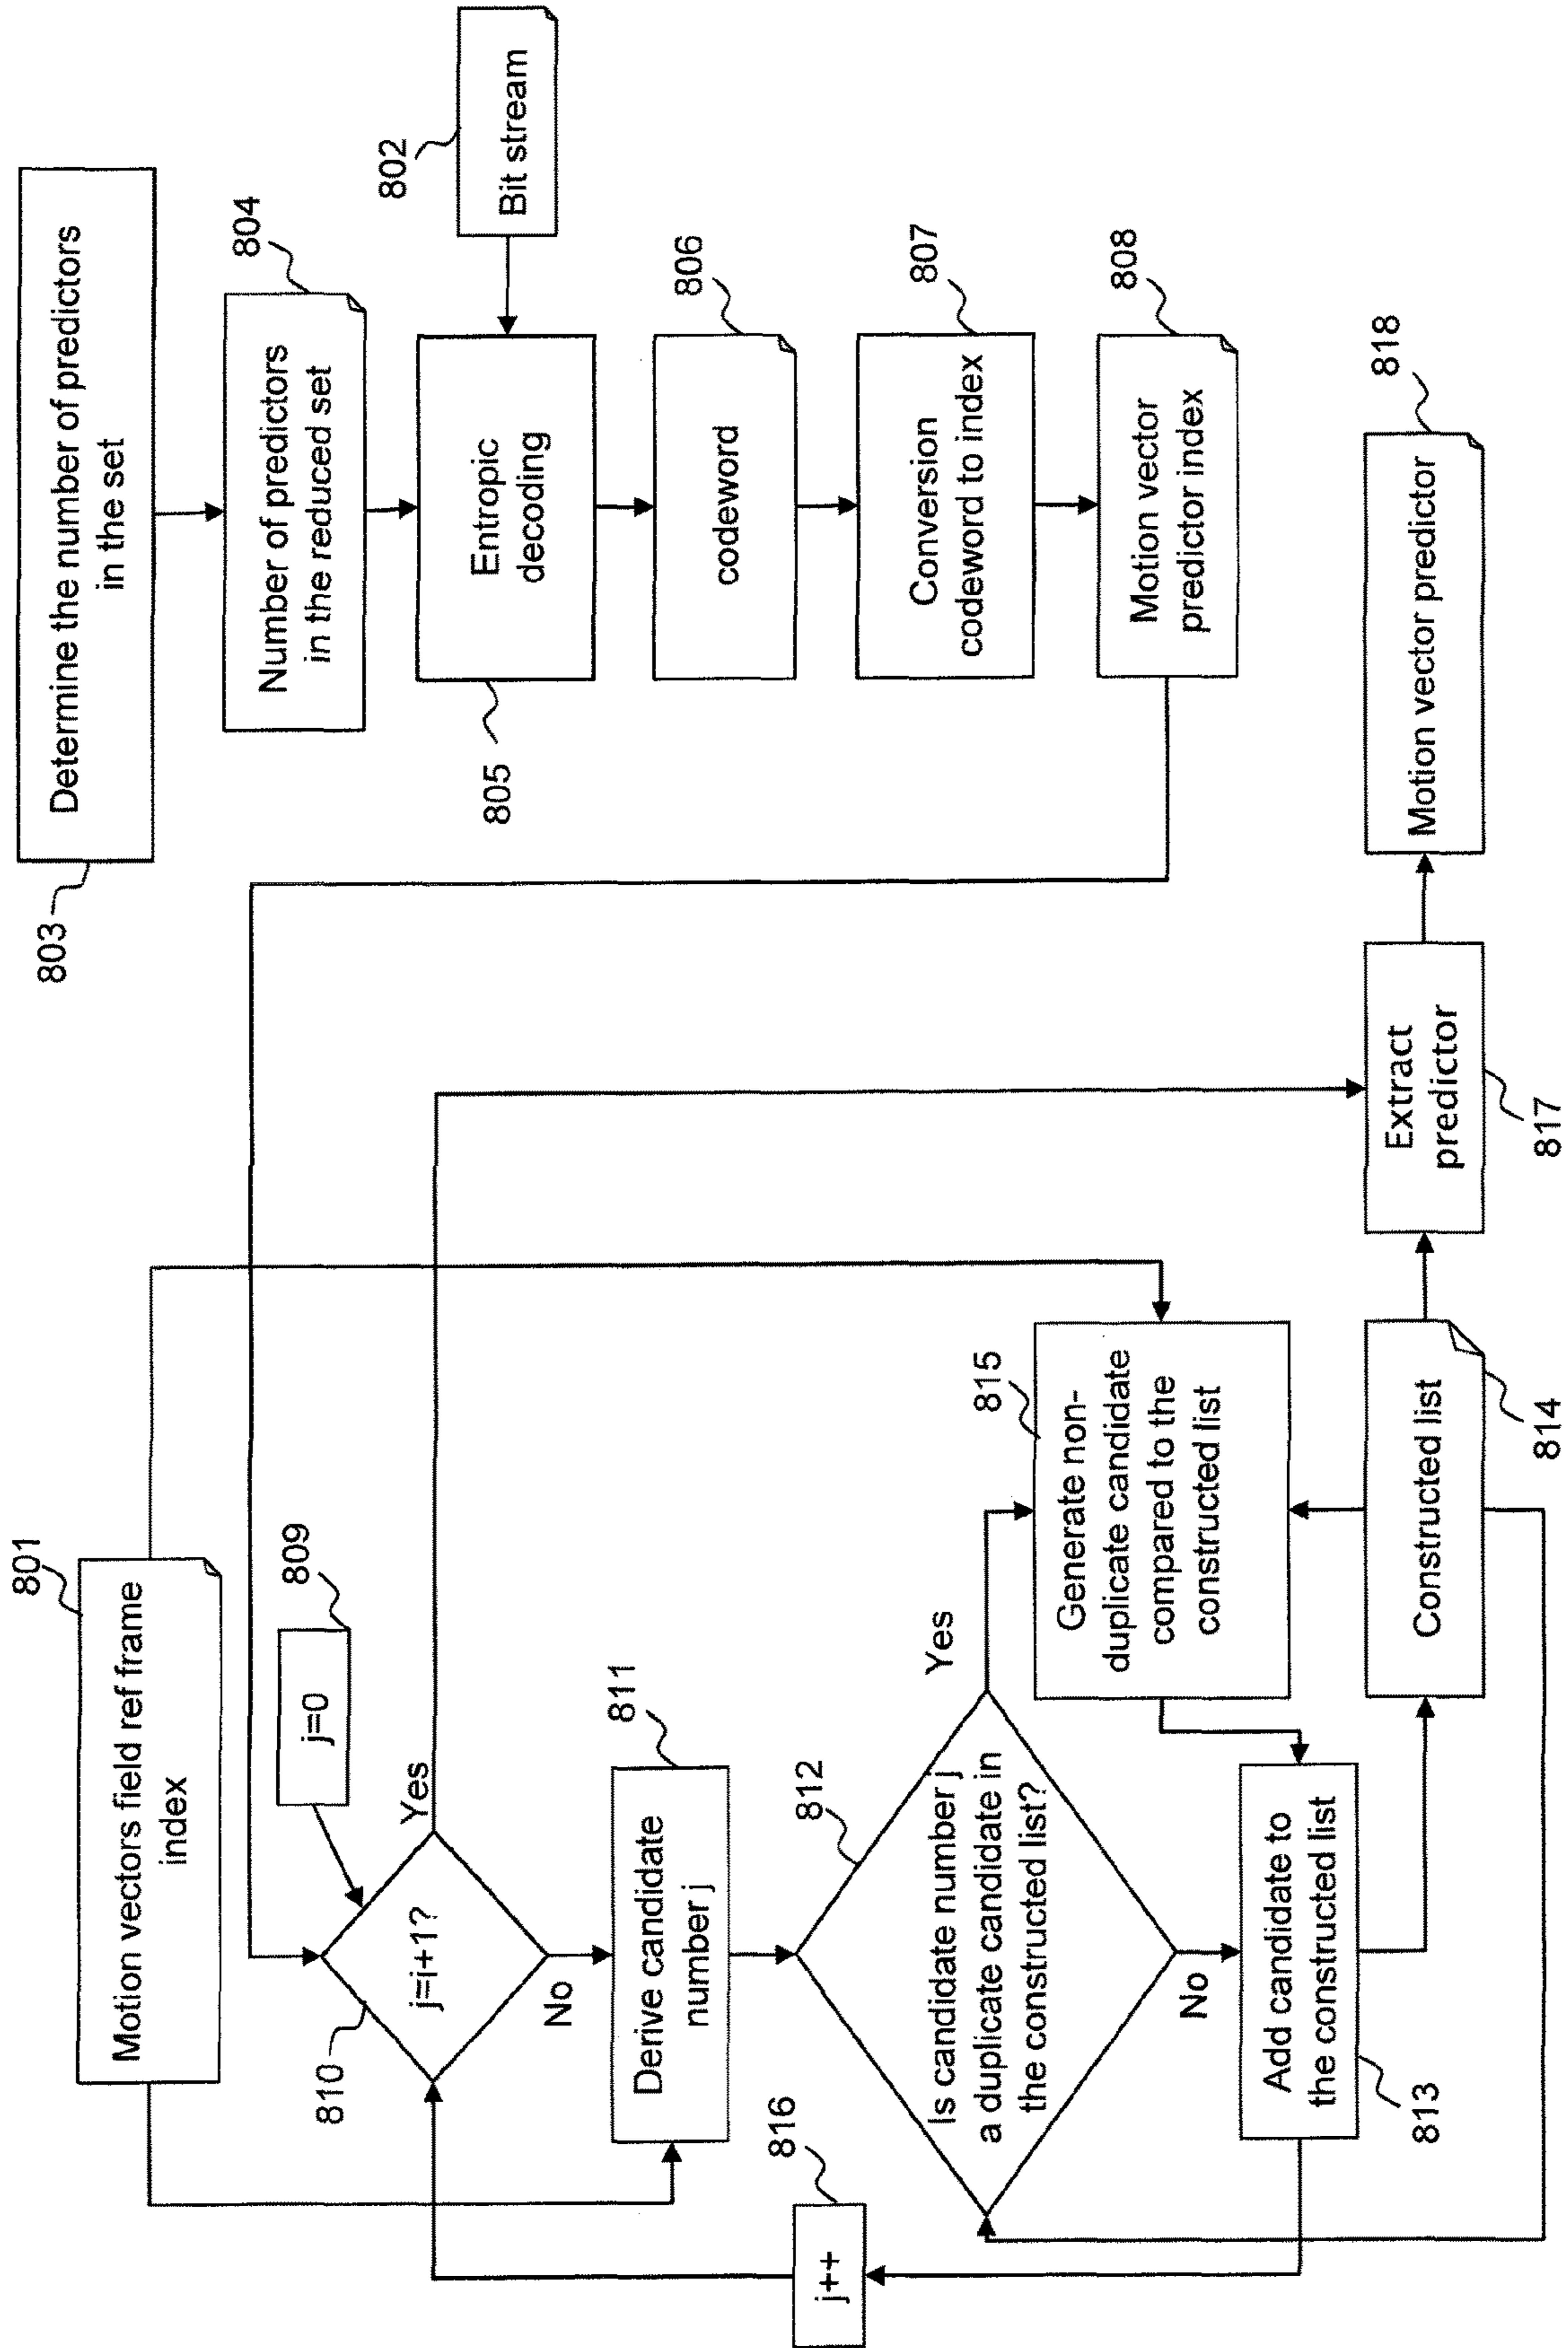 801
Motion vectors field ref frame
index
803
Determine the number of predictors
in the set
804
Number of predictors
in the reduced set
802
Bit stream
805
Entropic
decoding
806
codeword
807
Conversion
codeword to index
808
Motion vector
predictor index
809
j=0
810
j=i+1?
Yes
No
811
Derive candidate
number j
812
Is candidate number j
a duplicate candidate in
the constructed list?
Yes
No
815
Generate non-
duplicate candidate
compared to the
constructed list
816
j++
813
Add candidate to
the constructed list
814
Constructed list
817
Extract
predictor
818
Motion vector predictor